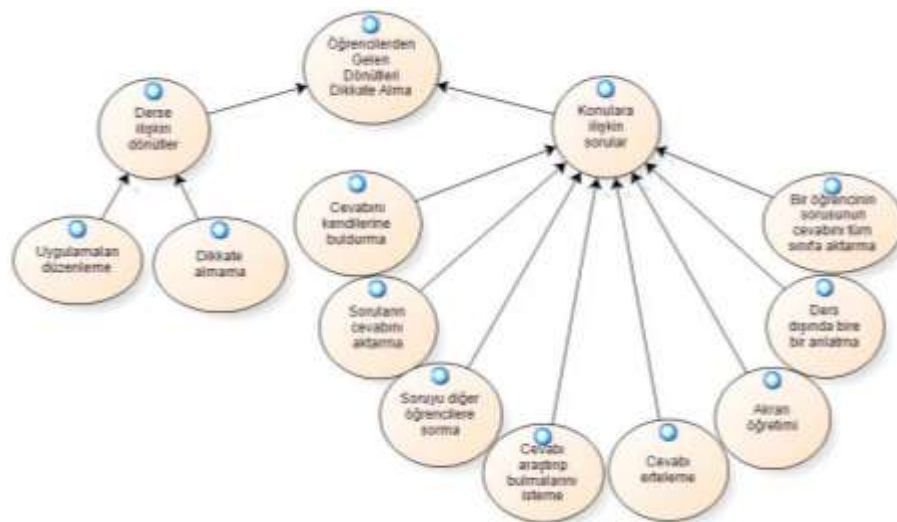 Öğrencilerden
Gelen
Dönütleri
Dikkate Alma
Derse
ilişkin
dönütler
Konulara
ilişkin
sorular
Uygulamaları
düzenleme
Dikkate
almama
Cevabını
kendilerine
buldurma
Soruların
cevabını
aktarma
Soruyu diğer
öğrencilere
sorma
Cevabı
araştırıp
bulmalarını
isteme
Cevabı
erteleme
Akran
öğretimi
Ders
dışında bire
bir anlatma
Bir öğrencinin
sorusunun
cevabını tüm
sınıfa aktarma